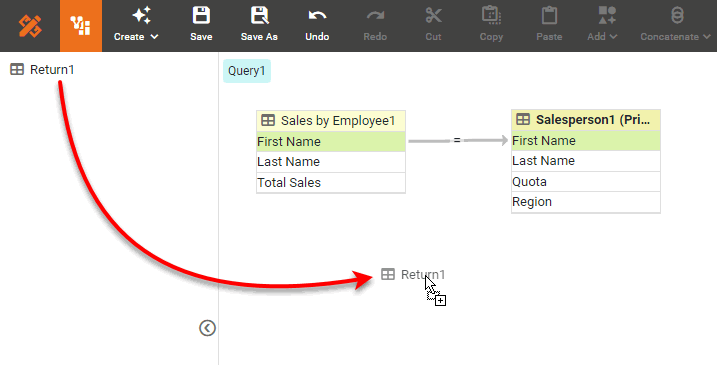 Create
Save
Save As
Undo
Redo
Cut
Copy
Paste
Add
Concatenate
Return1
Query1
Sales by Employee1
First Name
Last Name
Total Sales
=
Salesperson1 (Pri...
First Name
Last Name
Quota
Region
Return1